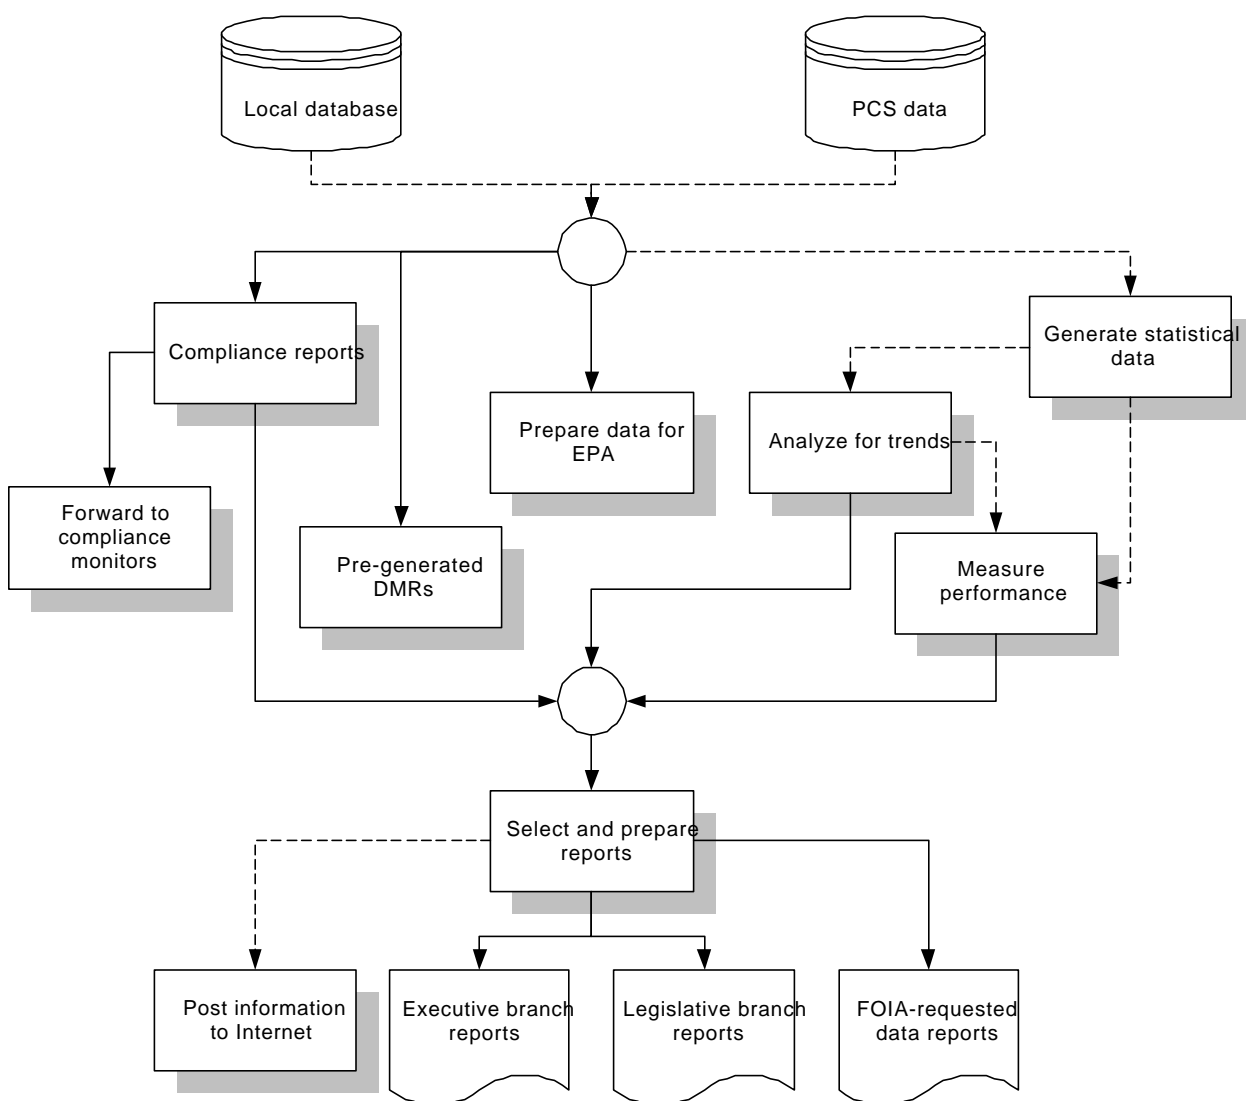 Local database
PCS data
Compliance reports
Generate statistical
data
Prepare data for
EPA
Analyze for trends
Forward to
compliance
monitors
Pre-generated
DMRs
Measure
performance
Select and prepare
reports
Post information
to Internet
Executive branch
reports
Legislative branch
reports
FOIA-requested
data reports